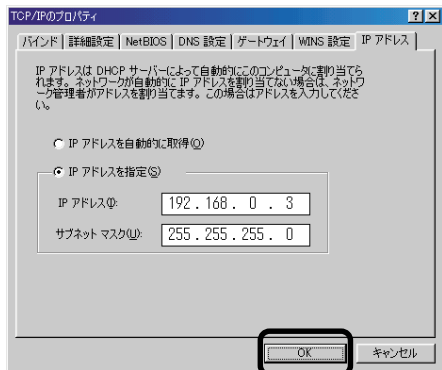 TCP/IPのプロパティ
バインド 詳細設定 NetBIOS DNS 設定 ゲートウェイ WINS 設定 IP アドレス
IP アドレスは DHCP サーバーによって自動的にこのコンピュータに割り当てら
れます。ネットワークが自動的に IP アドレスを割り当てない場合は、ネットワ
ーク管理者がアドレスを割り当てます。この場合はアドレスを入力してくださ
い。
IP アドレスを自動的に取得(O)
IP アドレスを指定(S)
IP アドレス(I): 192 . 168 . 0 . 3
サブネット マスク(U): 255 . 255 . 255 . 0
OK キャンセル